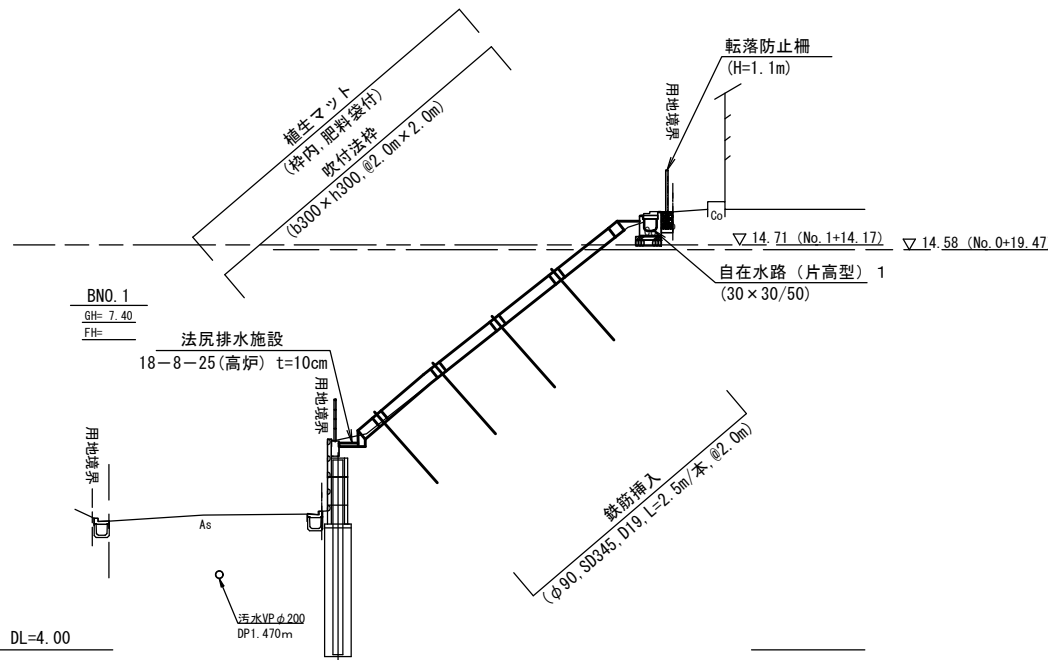 転落防止柵
(H=1.1m)
用地境界
植生マット
(枠内,肥料袋付)
吹付法枠
(b300×h300,@2.0m×2.0m)
Co
▽ 14.71 (No.1+14.17)
▽ 14.58 (No.0+19.47
自在水路（片高型）1
(30×30/50)
BNO.1
GH= 7.40
FH=
法尻排水施設
18－8－25(高炉) t=10cm
用地境界
用地境界
As
鉄筋挿入
(φ90,SD345,D19,L=2.5m/本,@2.0m)
汚水VPφ200
DP1.470m
DL=4.00